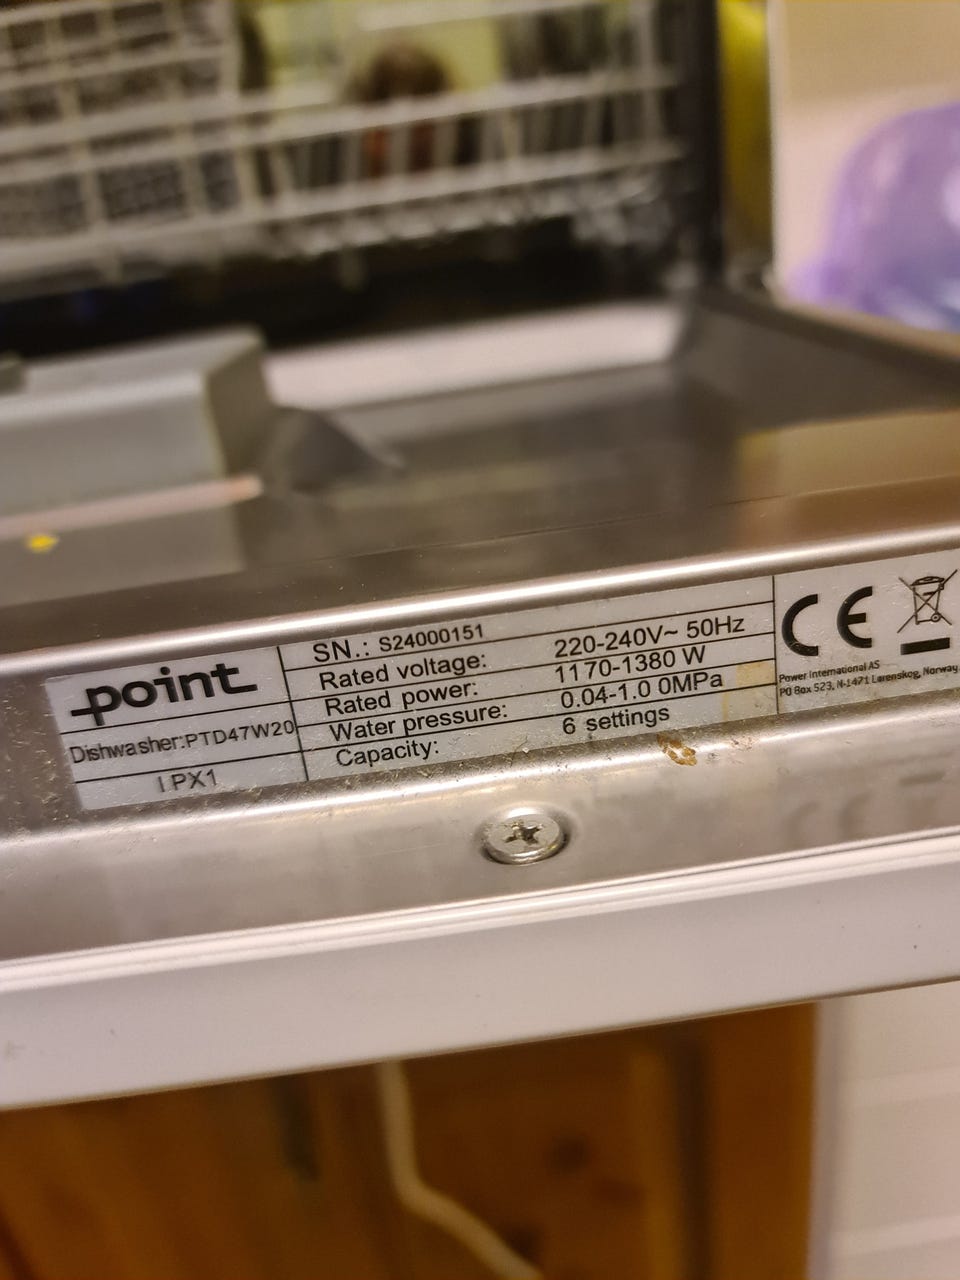 point
Dishwasher:PTD47W20
IPX1
SN.: S24000151
Rated voltage: 220-240V~ 50Hz
Rated power: 1170-1380 W
Water pressure: 0.04-1.0 0MPa
Capacity: 6 settings
CE
Power International AS
PO Box 523, N-1471 Lørenskog, Norway